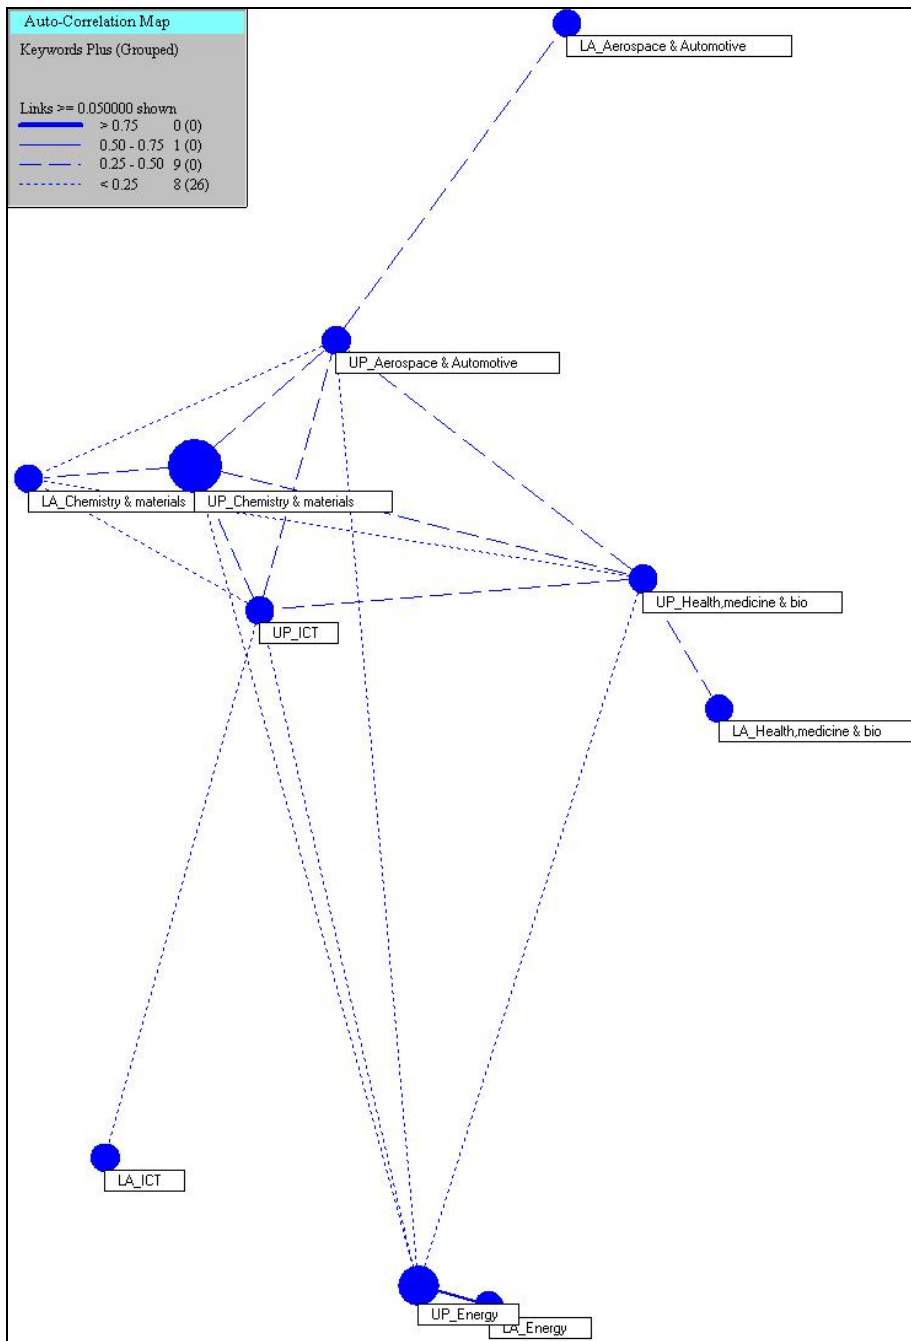 Auto-Correlation Map
Keywords Plus (Grouped)
Links >= 0.050000 shown
> 0.75 0 (0)
0.50 - 0.75 1 (0)
0.25 - 0.50 9 (0)
< 0.25 8 (26)
LA_Aerospace & Automotive
UP_Aerospace & Automotive
LA_Chemistry & materials
UP_Chemistry & materials
UP_Health,medicine & bio
UP_ICT
LA_Health,medicine & bio
LA_ICT
UP_Energy
LA_Energy